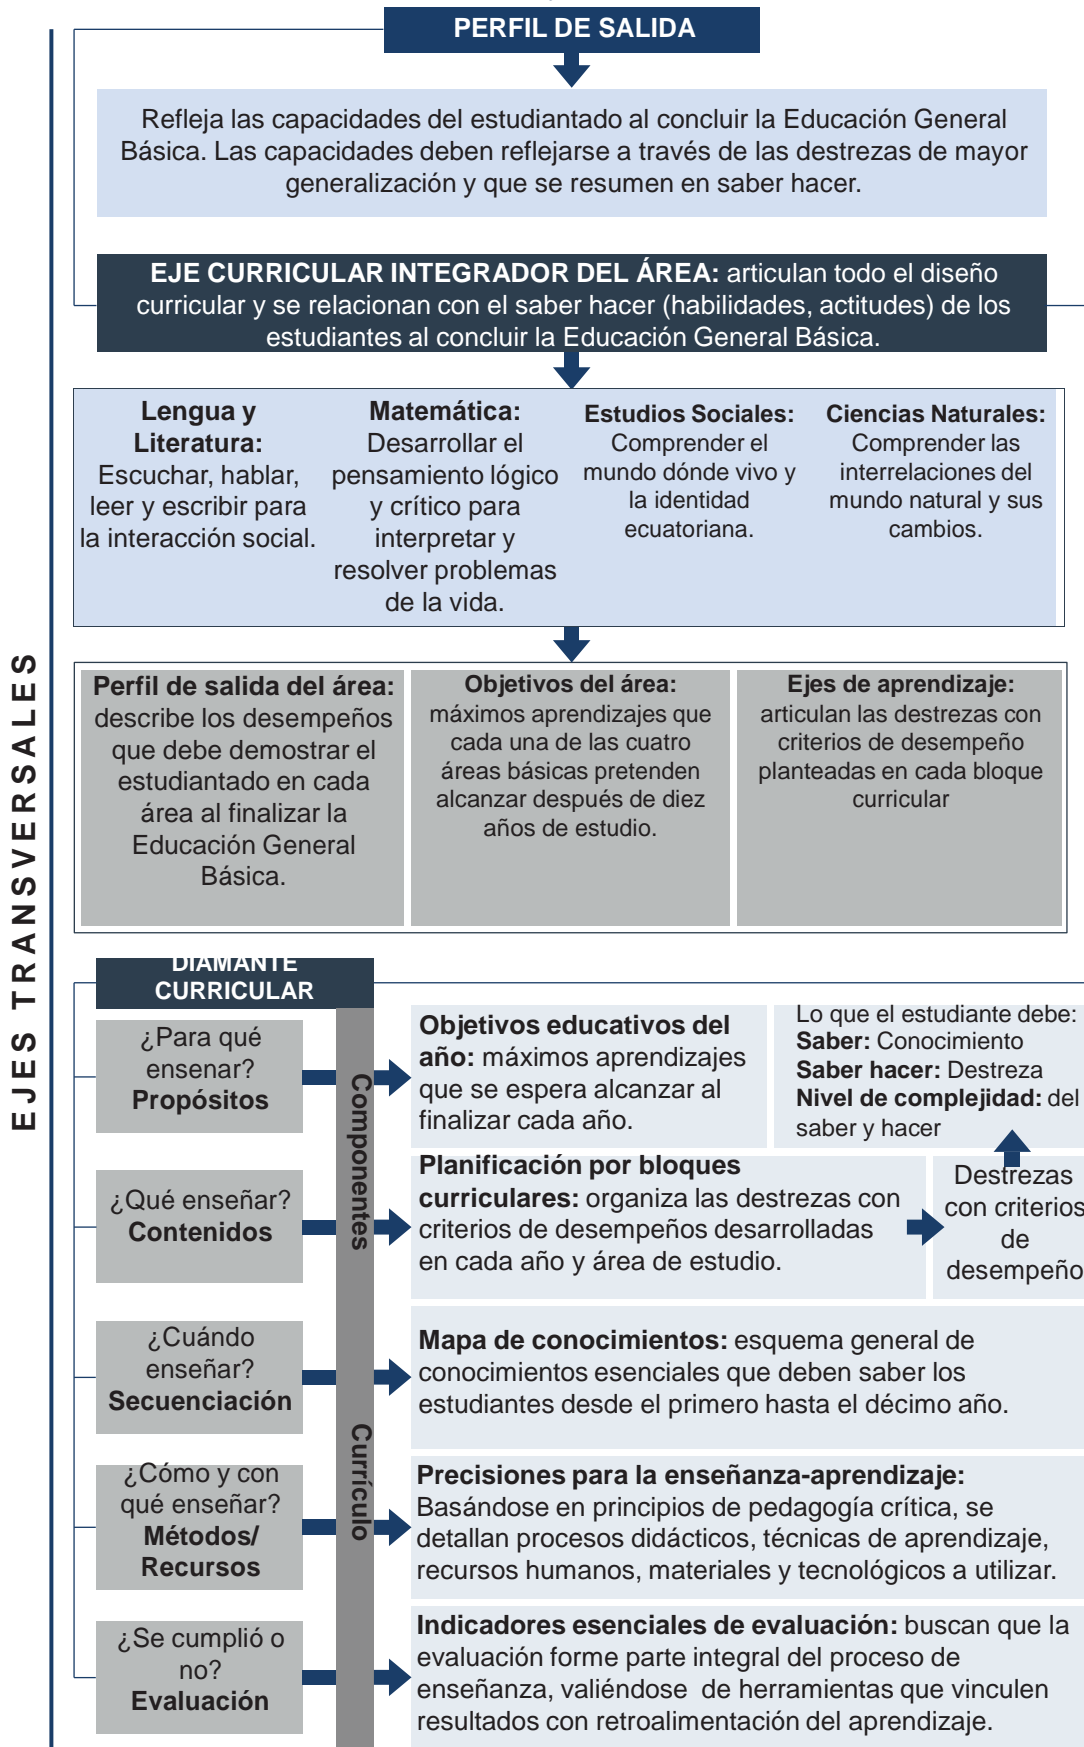 PERFIL DE SALIDA
Refleja las capacidades del estudiantado al concluir la Educación General
Básica. Las capacidades deben reflejarse a través de las destrezas de mayor
generalización y que se resumen en saber hacer.
EJE CURRICULAR INTEGRADOR DEL ÁREA: articulan todo el diseño
curricular y se relacionan con el saber hacer (habilidades, actitudes) de los
estudiantes al concluir la Educación General Básica.
Lengua y
Literatura:
Escuchar, hablar,
leer y escribir para
la interacción social.
Matemática:
Desarrollar el
pensamiento lógico
y crítico para
interpretar y
resolver problemas
de la vida.
Estudios Sociales:
Comprender el
mundo dónde vivo y
la identidad
ecuatoriana.
Ciencias Naturales:
Comprender las
interrelaciones del
mundo natural y sus
cambios.
EJES TRANSVERSALES
Perfil de salida del área:
describe los desempeños
que debe demostrar el
estudiantado en cada
área al finalizar la
Educación General
Básica.
Objetivos del área:
máximos aprendizajes que
cada una de las cuatro
áreas básicas pretenden
alcanzar después de diez
años de estudio.
Ejes de aprendizaje:
articulan las destrezas con
criterios de desempeño
planteadas en cada bloque
curricular
DIAMANTE
CURRICULAR
Componentes
Currículo
¿Para qué
ensenar?
Propósitos
Objetivos educativos del
año: máximos aprendizajes
que se espera alcanzar al
finalizar cada año.
Lo que el estudiante debe:
Saber: Conocimiento
Saber hacer: Destreza
Nivel de complejidad: del
saber y hacer
¿Qué enseñar?
Contenidos
Planificación por bloques
curriculares: organiza las destrezas con
criterios de desempeños desarrolladas
en cada año y área de estudio.
Destrezas
con criterios
de
desempeño
¿Cuándo
enseñar?
Secuenciación
Mapa de conocimientos: esquema general de
conocimientos esenciales que deben saber los
estudiantes desde el primero hasta el décimo año.
¿Cómo y con
qué enseñar?
Métodos/
Recursos
Precisiones para la enseñanza-aprendizaje:
Basándose en principios de pedagogía crítica, se
detallan procesos didácticos, técnicas de aprendizaje,
recursos humanos, materiales y tecnológicos a utilizar.
¿Se cumplió o
no?
Evaluación
Indicadores esenciales de evaluación: buscan que la
evaluación forme parte integral del proceso de
enseñanza, valiéndose de herramientas que vinculen
resultados con retroalimentación del aprendizaje.